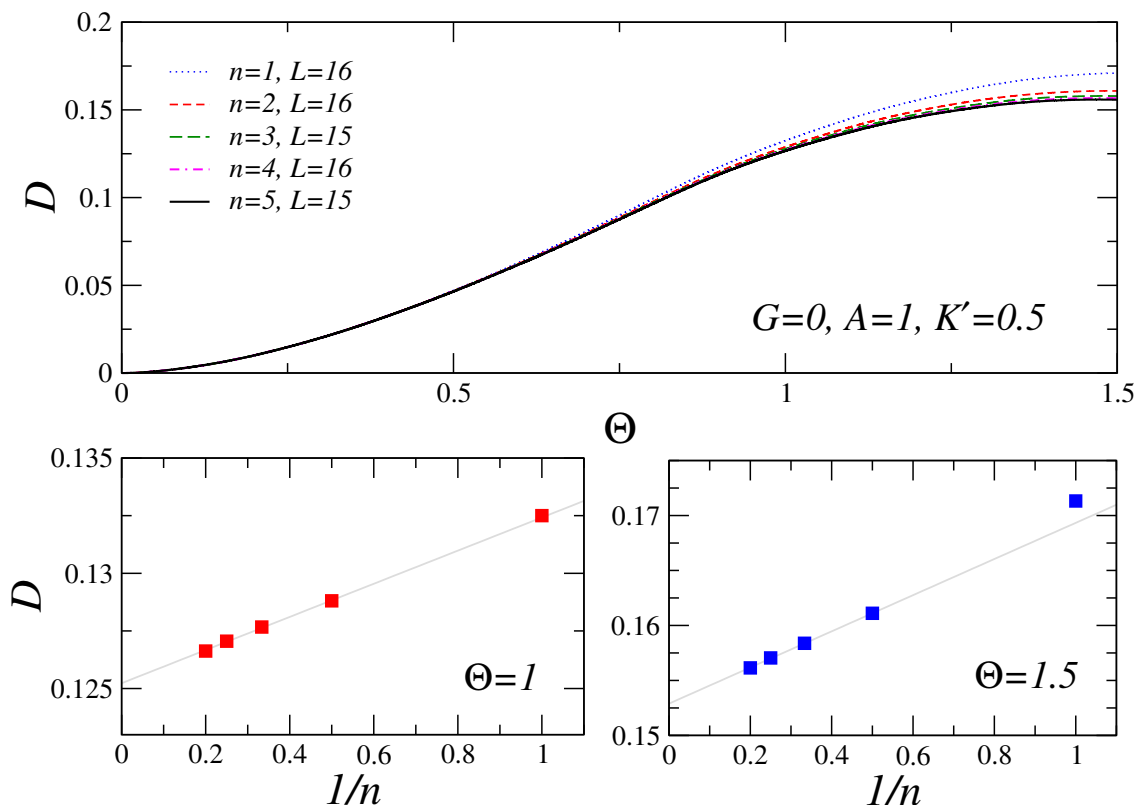 0.2
0.15
0.1
0.05
0
D
n=1, L=16
n=2, L=16
n=3, L=15
n=4, L=16
n=5, L=15
G=0, A=1, K′=0.5
0 0.5 1 1.5
Θ
0.135
0.13
0.125
D
Θ=1
0 0.2 0.4 0.6 0.8 1
1/n
0.17
0.16
0.15
Θ=1.5
0 0.2 0.4 0.6 0.8 1
1/n